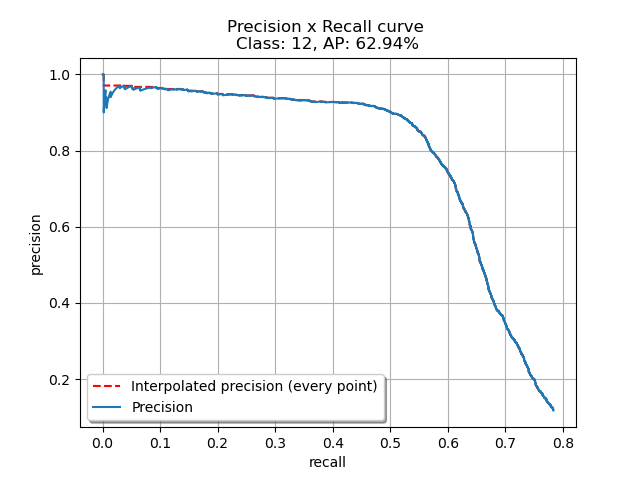 Precision x Recall curve
Class: 12, AP: 62.94%
1.0
0.8
0.6
0.4
0.2
precision
Interpolated precision (every point)
Precision
0.0 0.1 0.2 0.3 0.4 0.5 0.6 0.7 0.8
recall